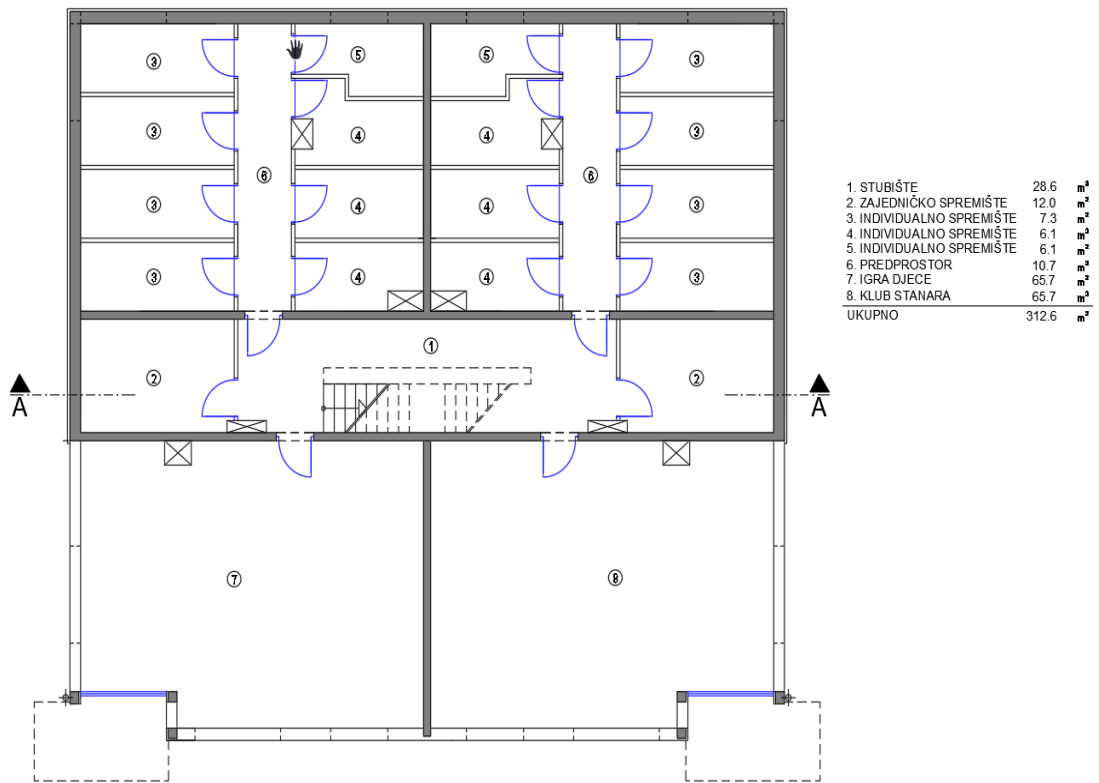 3 5 5 3
3 4 4 3
6 6
3 4 4 3
3 4 4 3
1
2 2
A A
7 8
1. STUBIŠTE 28.6 m²
2. ZAJEDNIČKO SPREMIŠTE 12.0 m²
3. INDIVIDUALNO SPREMIŠTE 7.3 m²
4. INDIVIDUALNO SPREMIŠTE 6.1 m²
5. INDIVIDUALNO SPREMIŠTE 6.1 m²
6. PREDPROSTOR 10.7 m²
7. IGRA DJECE 65.7 m²
8. KLUB STANARA 65.7 m²
UKUPNO 312.6 m²